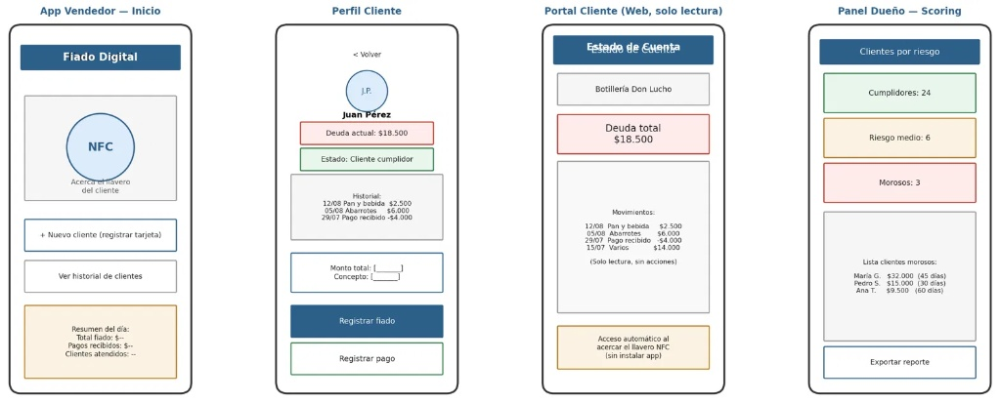 App Vendedor — Inicio
Fiado Digital
NFC
Acerca el llavero
del cliente
+ Nuevo cliente (registrar tarjeta)
Ver historial de clientes
Resumen del día:
Total fiado: $--
Pagos recibidos: $--
Clientes atendidos: --
Perfil Cliente
< Volver
J.P.
Juan Pérez
Deuda actual: $18.500
Estado: Cliente cumplidor
Historial:
12/08 Pan y bebida $2.500
05/08 Abarrotes $6.000
29/07 Pago recibido -$4.000
Monto total: [______]
Concepto: [______]
Registrar fiado
Registrar pago
Portal Cliente (Web, solo lectura)
Estado de Cuenta
Estado de Cuenta
Botillería Don Lucho
Deuda total
$18.500
Movimientos:
12/08 Pan y bebida $2.500
05/08 Abarrotes $6.000
29/07 Pago recibido -$4.000
15/07 Varios $14.000
(Solo lectura, sin acciones)
Acceso automático al
acercar el llavero NFC
(sin instalar app)
Panel Dueño — Scoring
Clientes por riesgo
Cumplidores: 24
Riesgo medio: 6
Morosos: 3
Lista clientes morosos:
María G. $32.000 (45 días)
Pedro S. $15.000 (30 días)
Ana T. $9.500 (60 días)
Exportar reporte